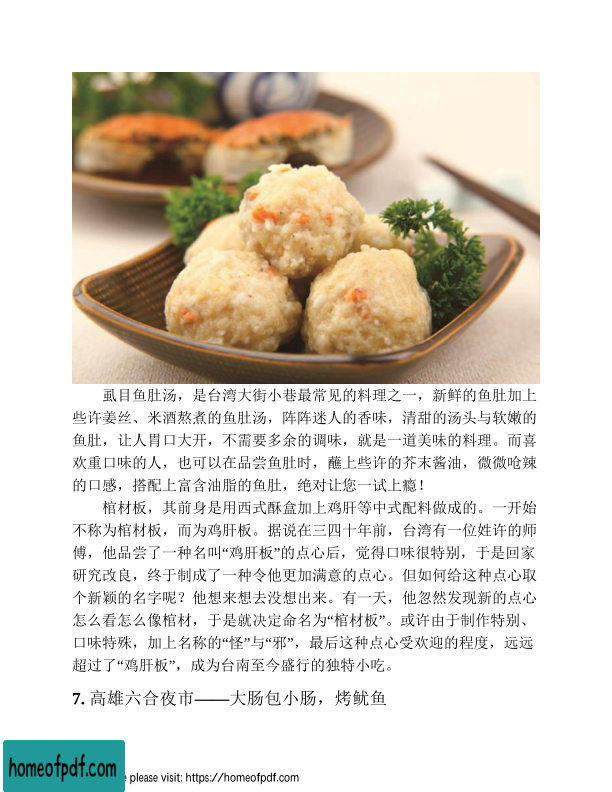 虱目鱼肚汤，是台湾大街小巷最常见的料理之一，新鲜的鱼肚加上
些许姜丝、米酒熬煮的鱼肚汤，阵阵迷人的香味，清甜的汤头与软嫩的
鱼肚，让人胃口大开，不需要多余的调味，就是一道美味的料理。而喜
欢重口味的人，也可以在品尝鱼肚时，蘸上些许的芥末酱油，微微呛辣
的口感，搭配上富含油脂的鱼肚，绝对让您一试上瘾！
棺材板，其前身是用西式酥盒加上鸡肝等中式配料做成的。一开始
不称为棺材板，而为鸡肝板。据说在三四十年前，台湾有一位姓许的师
傅，他品尝了一种名叫“鸡肝板”的点心后，觉得口味很特别，于是回家
研究改良，终于制成了一种令他更加满意的点心。但如何给这种点心取
个新颖的名字呢？他想来想去没想出来。有一天，他忽然发现新的点心
怎么看怎么像棺材，于是就决定命名为“棺材板”。或许由于制作特别、
口味特殊，加上名称的“怪”与“邪”，最后这种点心受欢迎的程度，远远
超过了“鸡肝板”，成为台南至今盛行的独特小吃。
7. 高雄六合夜市——大肠包小肠，烤鱿鱼
homeofpdf.com
please visit: https://homeofpdf.com